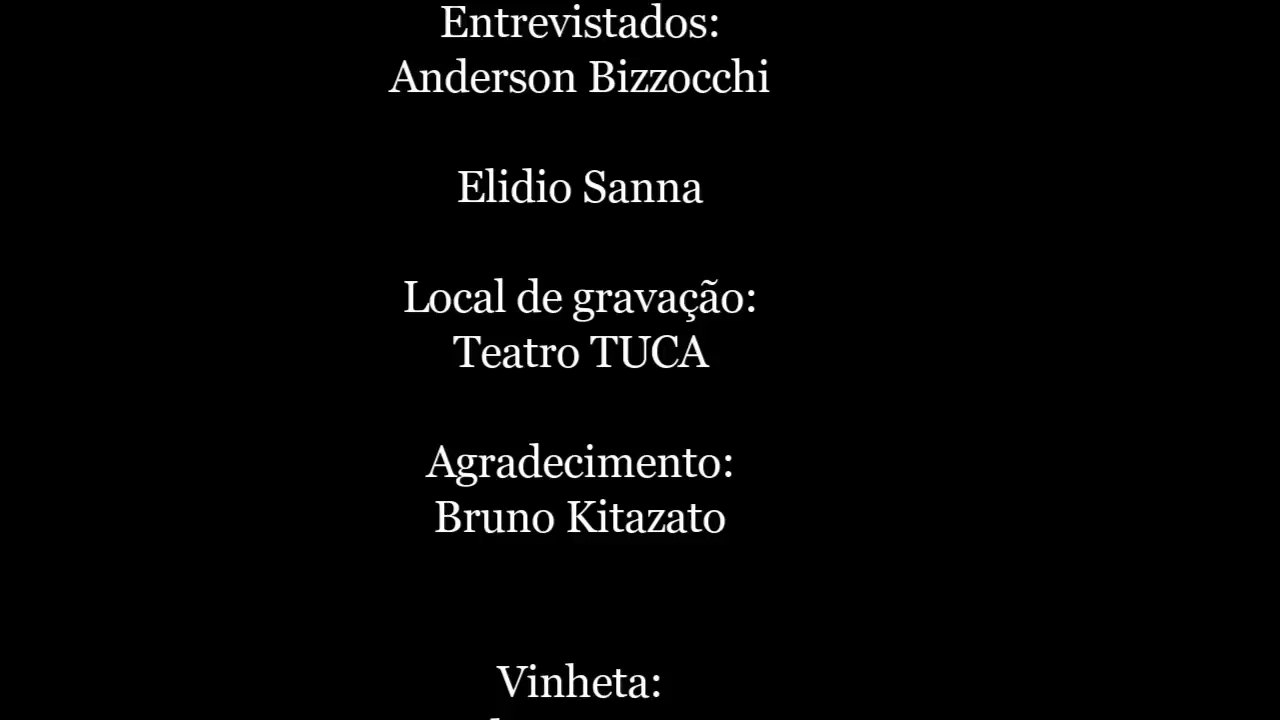 Entrevistados:
Anderson Bizzocchi
Elidio Sanna
Local de gravação:
Teatro TUCA
Agradecimento:
Bruno Kitazato
Vinheta: